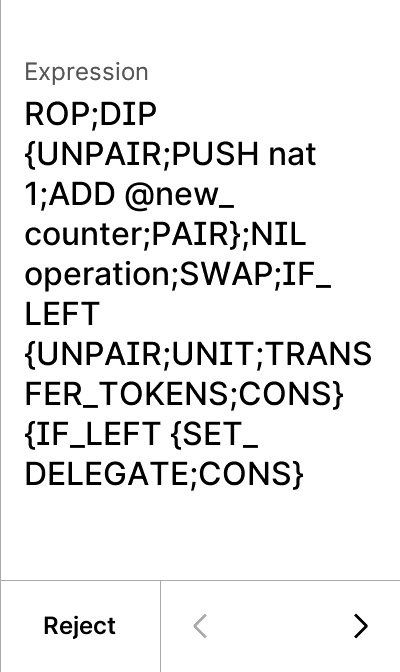 Expression
ROP;DIP
{UNPAIR;PUSH nat
1;ADD @new_
counter;PAIR};NIL
operation;SWAP;IF_
LEFT
{UNPAIR;UNIT;TRANS
FER_TOKENS;CONS}
{IF_LEFT {SET_
DELEGATE;CONS}
Reject